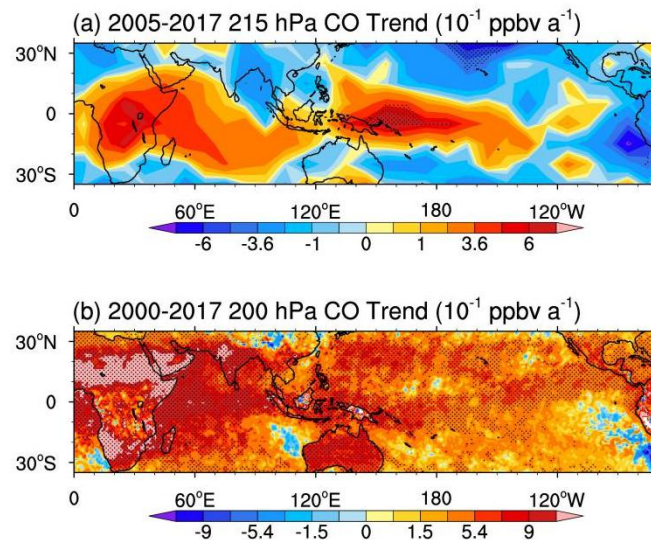 (a) 2005-2017 215 hPa CO Trend (10⁻¹ ppbv a⁻¹)
30°N
0
30°S
0 60°E 120°E 180 120°W
-6 -3.6 -1 0 1 3.6 6
(b) 2000-2017 200 hPa CO Trend (10⁻¹ ppbv a⁻¹)
30°N
0
30°S
0 60°E 120°E 180 120°W
-9 -5.4 -1.5 0 1.5 5.4 9